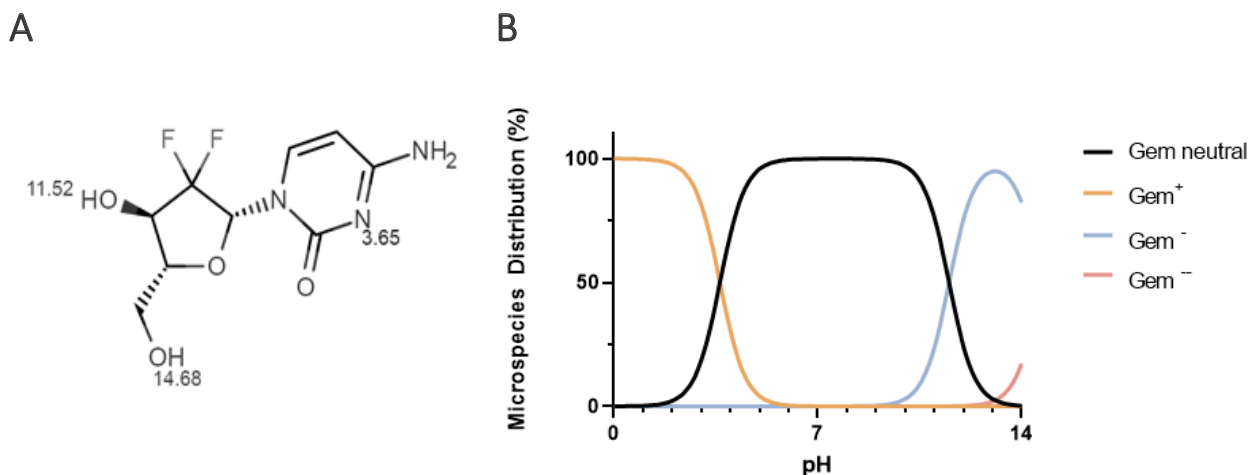 A
B
F F
NH2
11.52 HO
N
N
3.65
O
O
OH
14.68
Microspecies Distribution (%)
100
50
0
0 7 14
pH
Gem neutral
Gem+
Gem -
Gem --